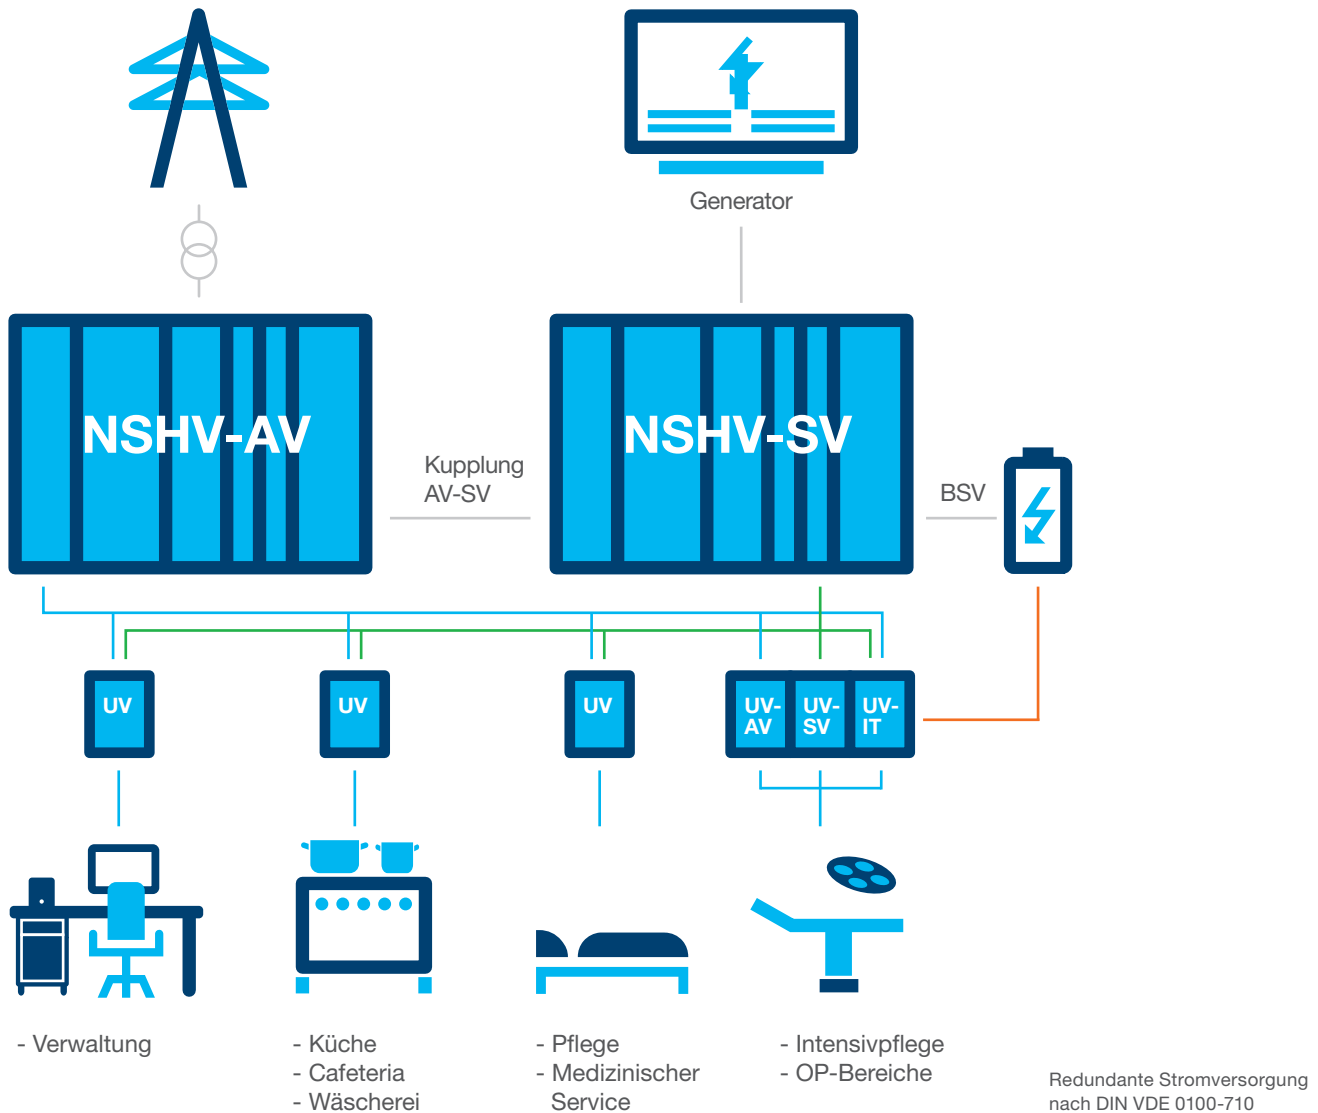 Generator
NSHV-AV
NSHV-SV
Kupplung
AV-SV
BSV
UV
UV
UV
UV-
AV
UV-
SV
UV-
IT
- Verwaltung
- Küche
- Cafeteria
- Wäscherei
- Pflege
- Medizinischer
Service
- Intensivpflege
- OP-Bereiche
Redundante Stromversorgung
nach DIN VDE 0100-710